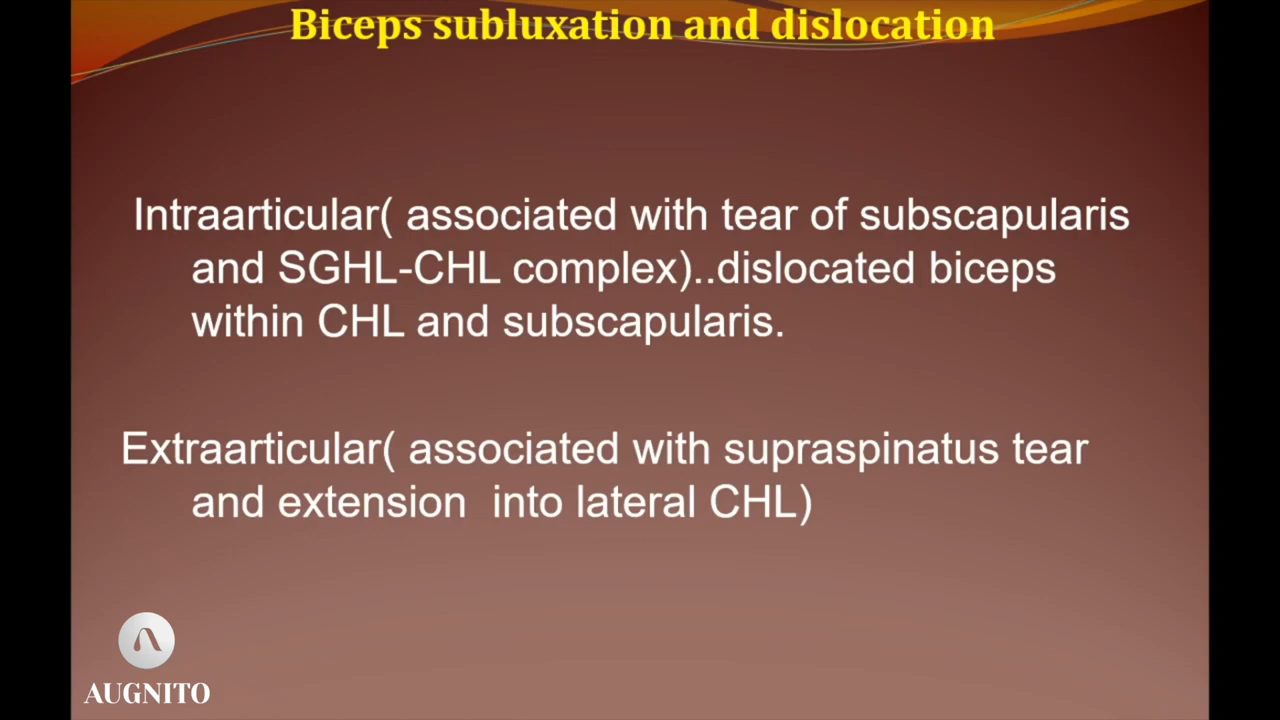 Biceps subluxation and dislocation
Intraarticular( associated with tear of subscapularis
and SGHL-CHL complex)..dislocated biceps
within CHL and subscapularis.
Extraarticular( associated with supraspinatus tear
and extension  into lateral CHL)
AUGNITO